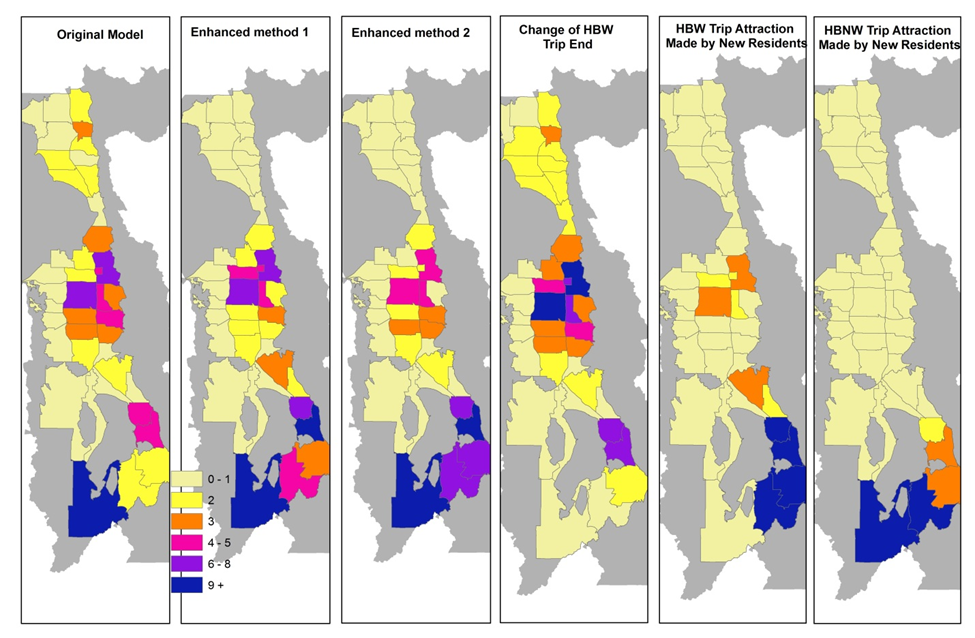 Original Model
Enhanced method 1
Enhanced method 2
Change of HBW
Trip End
HBW Trip Attraction
Made by New Residents
HBNW Trip Attraction
Made by New Residents
0 - 1
2
3
4 - 5
6 - 8
9 +